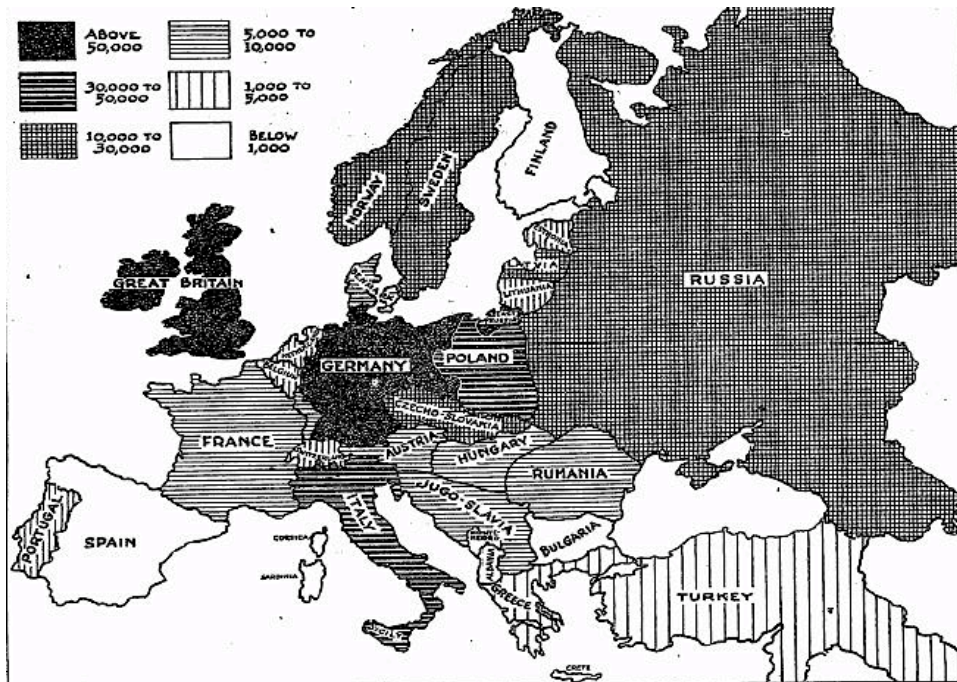 ABOVE
50,000
5,000 TO
10,000
30,000 TO
50,000
1,000 TO
5,000
10,000 TO
30,000
BELOW
1,000
FINLAND
NORWAY
SWEDEN
LATVIA
LITHUANIA
RUSSIA
GREAT BRITAIN
GERMANY
POLAND
BELGIUM
CZECHO-SLOVAKIA
FRANCE
AUSTRIA
HUNGARY
RUMANIA
JUGO-SLAVIA
ITALY
PORTUGAL
SPAIN
CORSICA
SARDINIA
BULGARIA
ALBANIA
GREECE
TURKEY
SICILY
CRETE